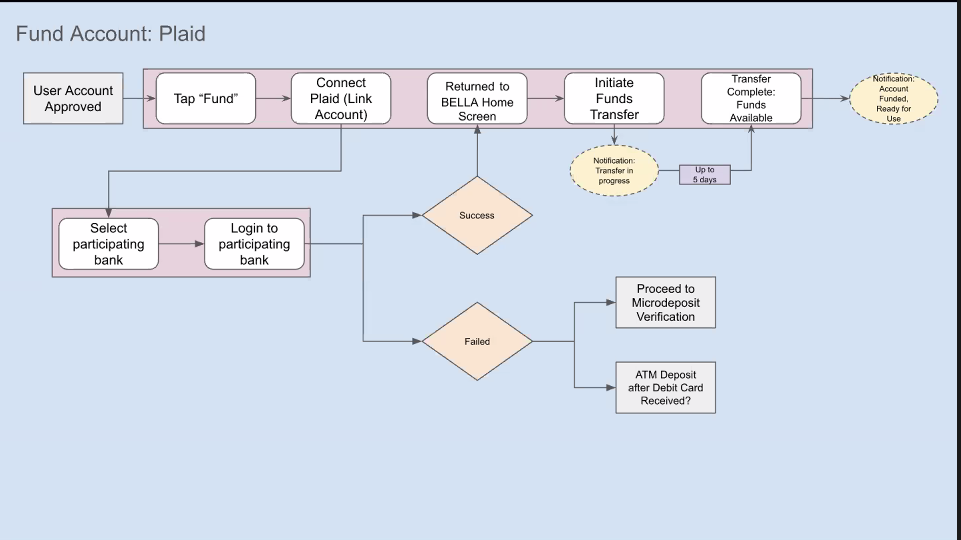 Fund Account: Plaid
User Account
Approved
Tap “Fund”
Connect
Plaid (Link
Account)
Returned to
BELLA Home
Screen
Initiate
Funds
Transfer
Transfer
Complete:
Funds
Available
Notification:
Account
Funded,
Ready for
Use
Notification:
Transfer in
progress
Up to
5 days
Select
participating
bank
Login to
participating
bank
Success
Failed
Proceed to
Microdeposit
Verification
ATM Deposit
after Debit Card
Received?